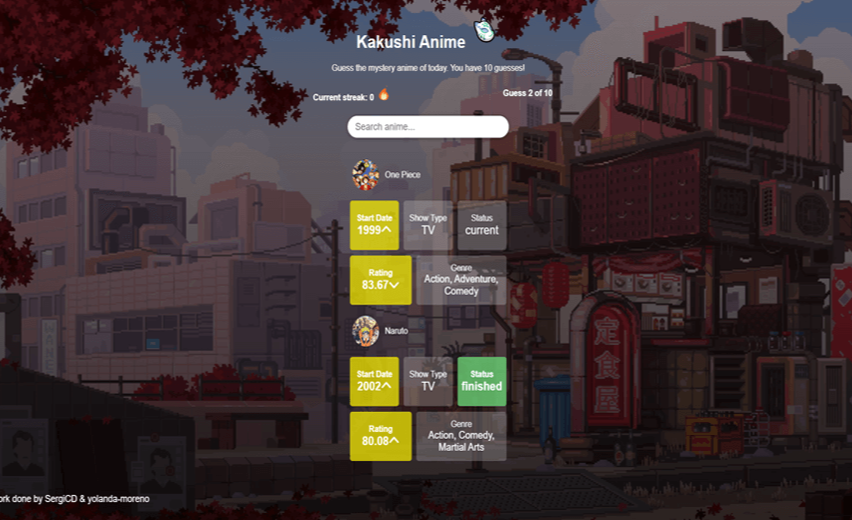 Kakushi Anime
Guess the mystery anime of today. You have 10 guesses!
Current streak: 0
Guess 2 of 10
Search anime...
One Piece
Start Date
1999
Show Type
TV
Status
current
Rating
83.67
Genre
Action, Adventure,
Comedy
Naruto
Start Date
2002
Show Type
TV
Status
finished
Rating
80.08
Genre
Action, Comedy,
Martial Arts
定食屋
ork done by SergiCD & yolanda-moreno